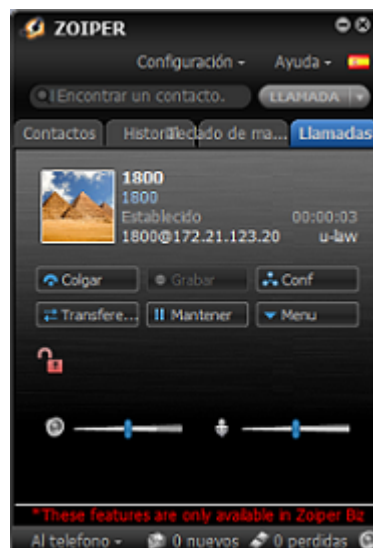 ZOIPER
Configuración Ayuda
Encontrar un contacto. LLAMADA
Contactos Historial Teclado de ma... Llamadas
1800
1800
Establecido 00:00:03
1800@172.21.123.20 u-law
Colgar Grabar Conf
Transfere... Mantener Menu
*These features are only available in Zoiper Biz
Al telefono 0 nuevos 0 perdidas